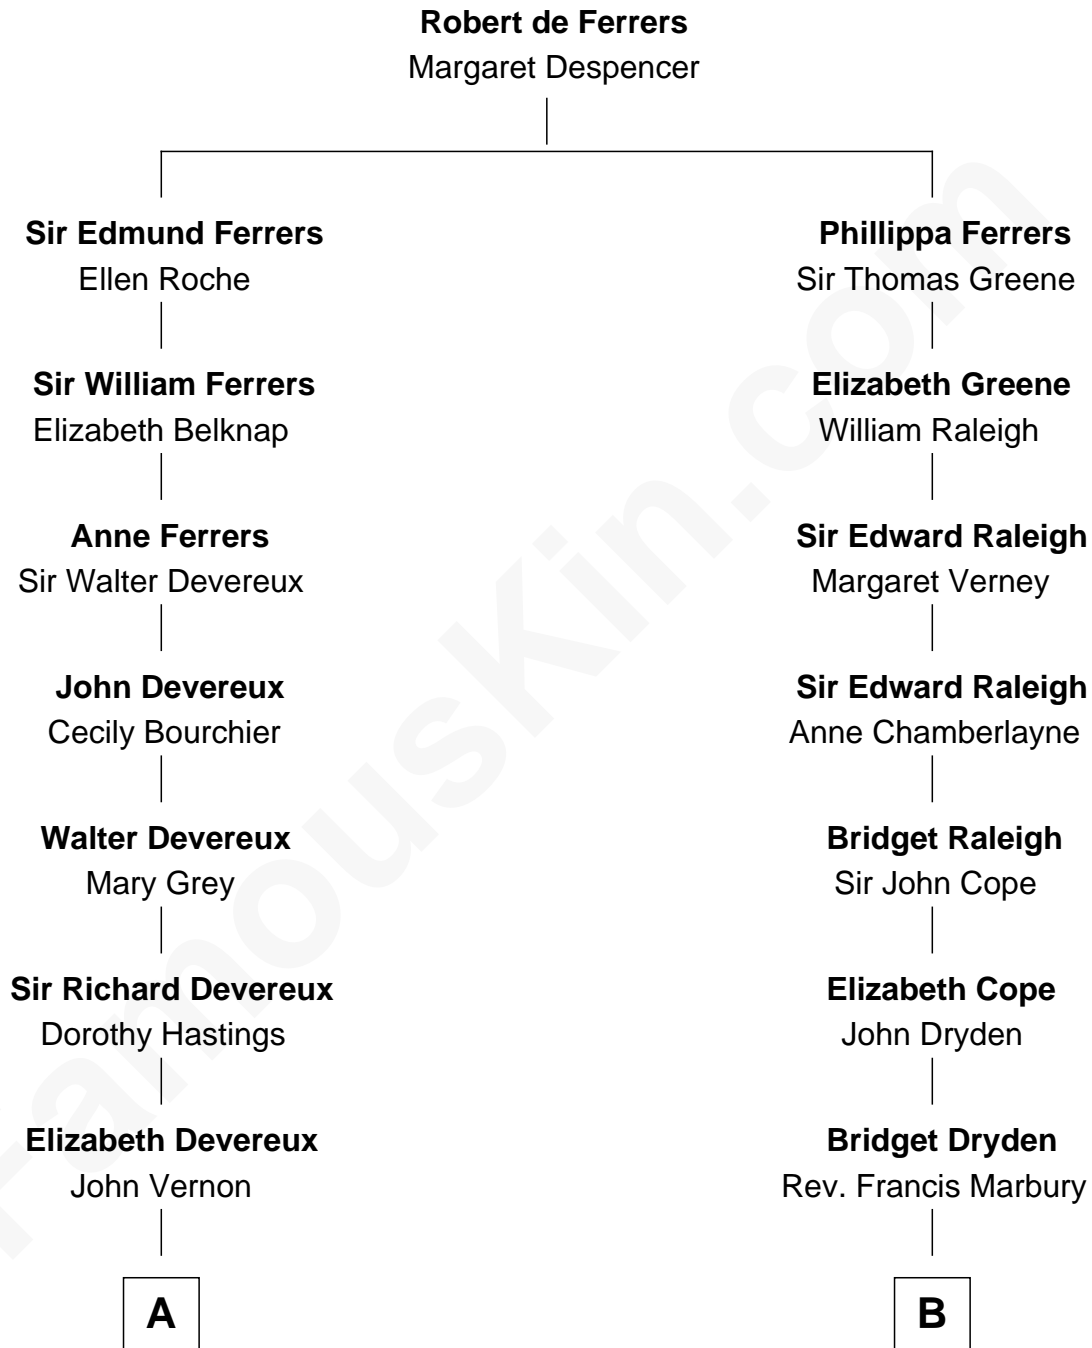 Robert de Ferrers
Margaret Despencer
Sir Edmund Ferrers
Ellen Roche
Phillippa Ferrers
Sir Thomas Greene
Sir William Ferrers
Elizabeth Belknap
Elizabeth Greene
William Raleigh
Anne Ferrers
Sir Walter Devereux
Sir Edward Raleigh
Margaret Verney
John Devereux
Cecily Bourchier
Sir Edward Raleigh
Anne Chamberlayne
Walter Devereux
Mary Grey
Bridget Raleigh
Sir John Cope
Sir Richard Devereux
Dorothy Hastings
Elizabeth Cope
John Dryden
Elizabeth Devereux
John Vernon
Bridget Dryden
Rev. Francis Marbury
A
B
FamousKin.com